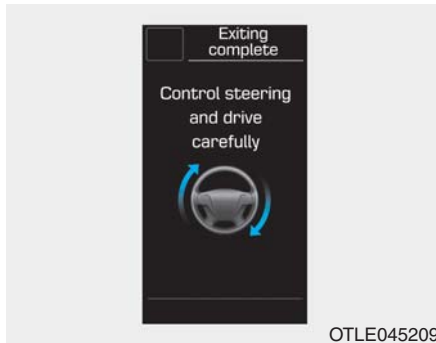 Exiting
complete
Control steering
and drive
carefully
OTLE045209